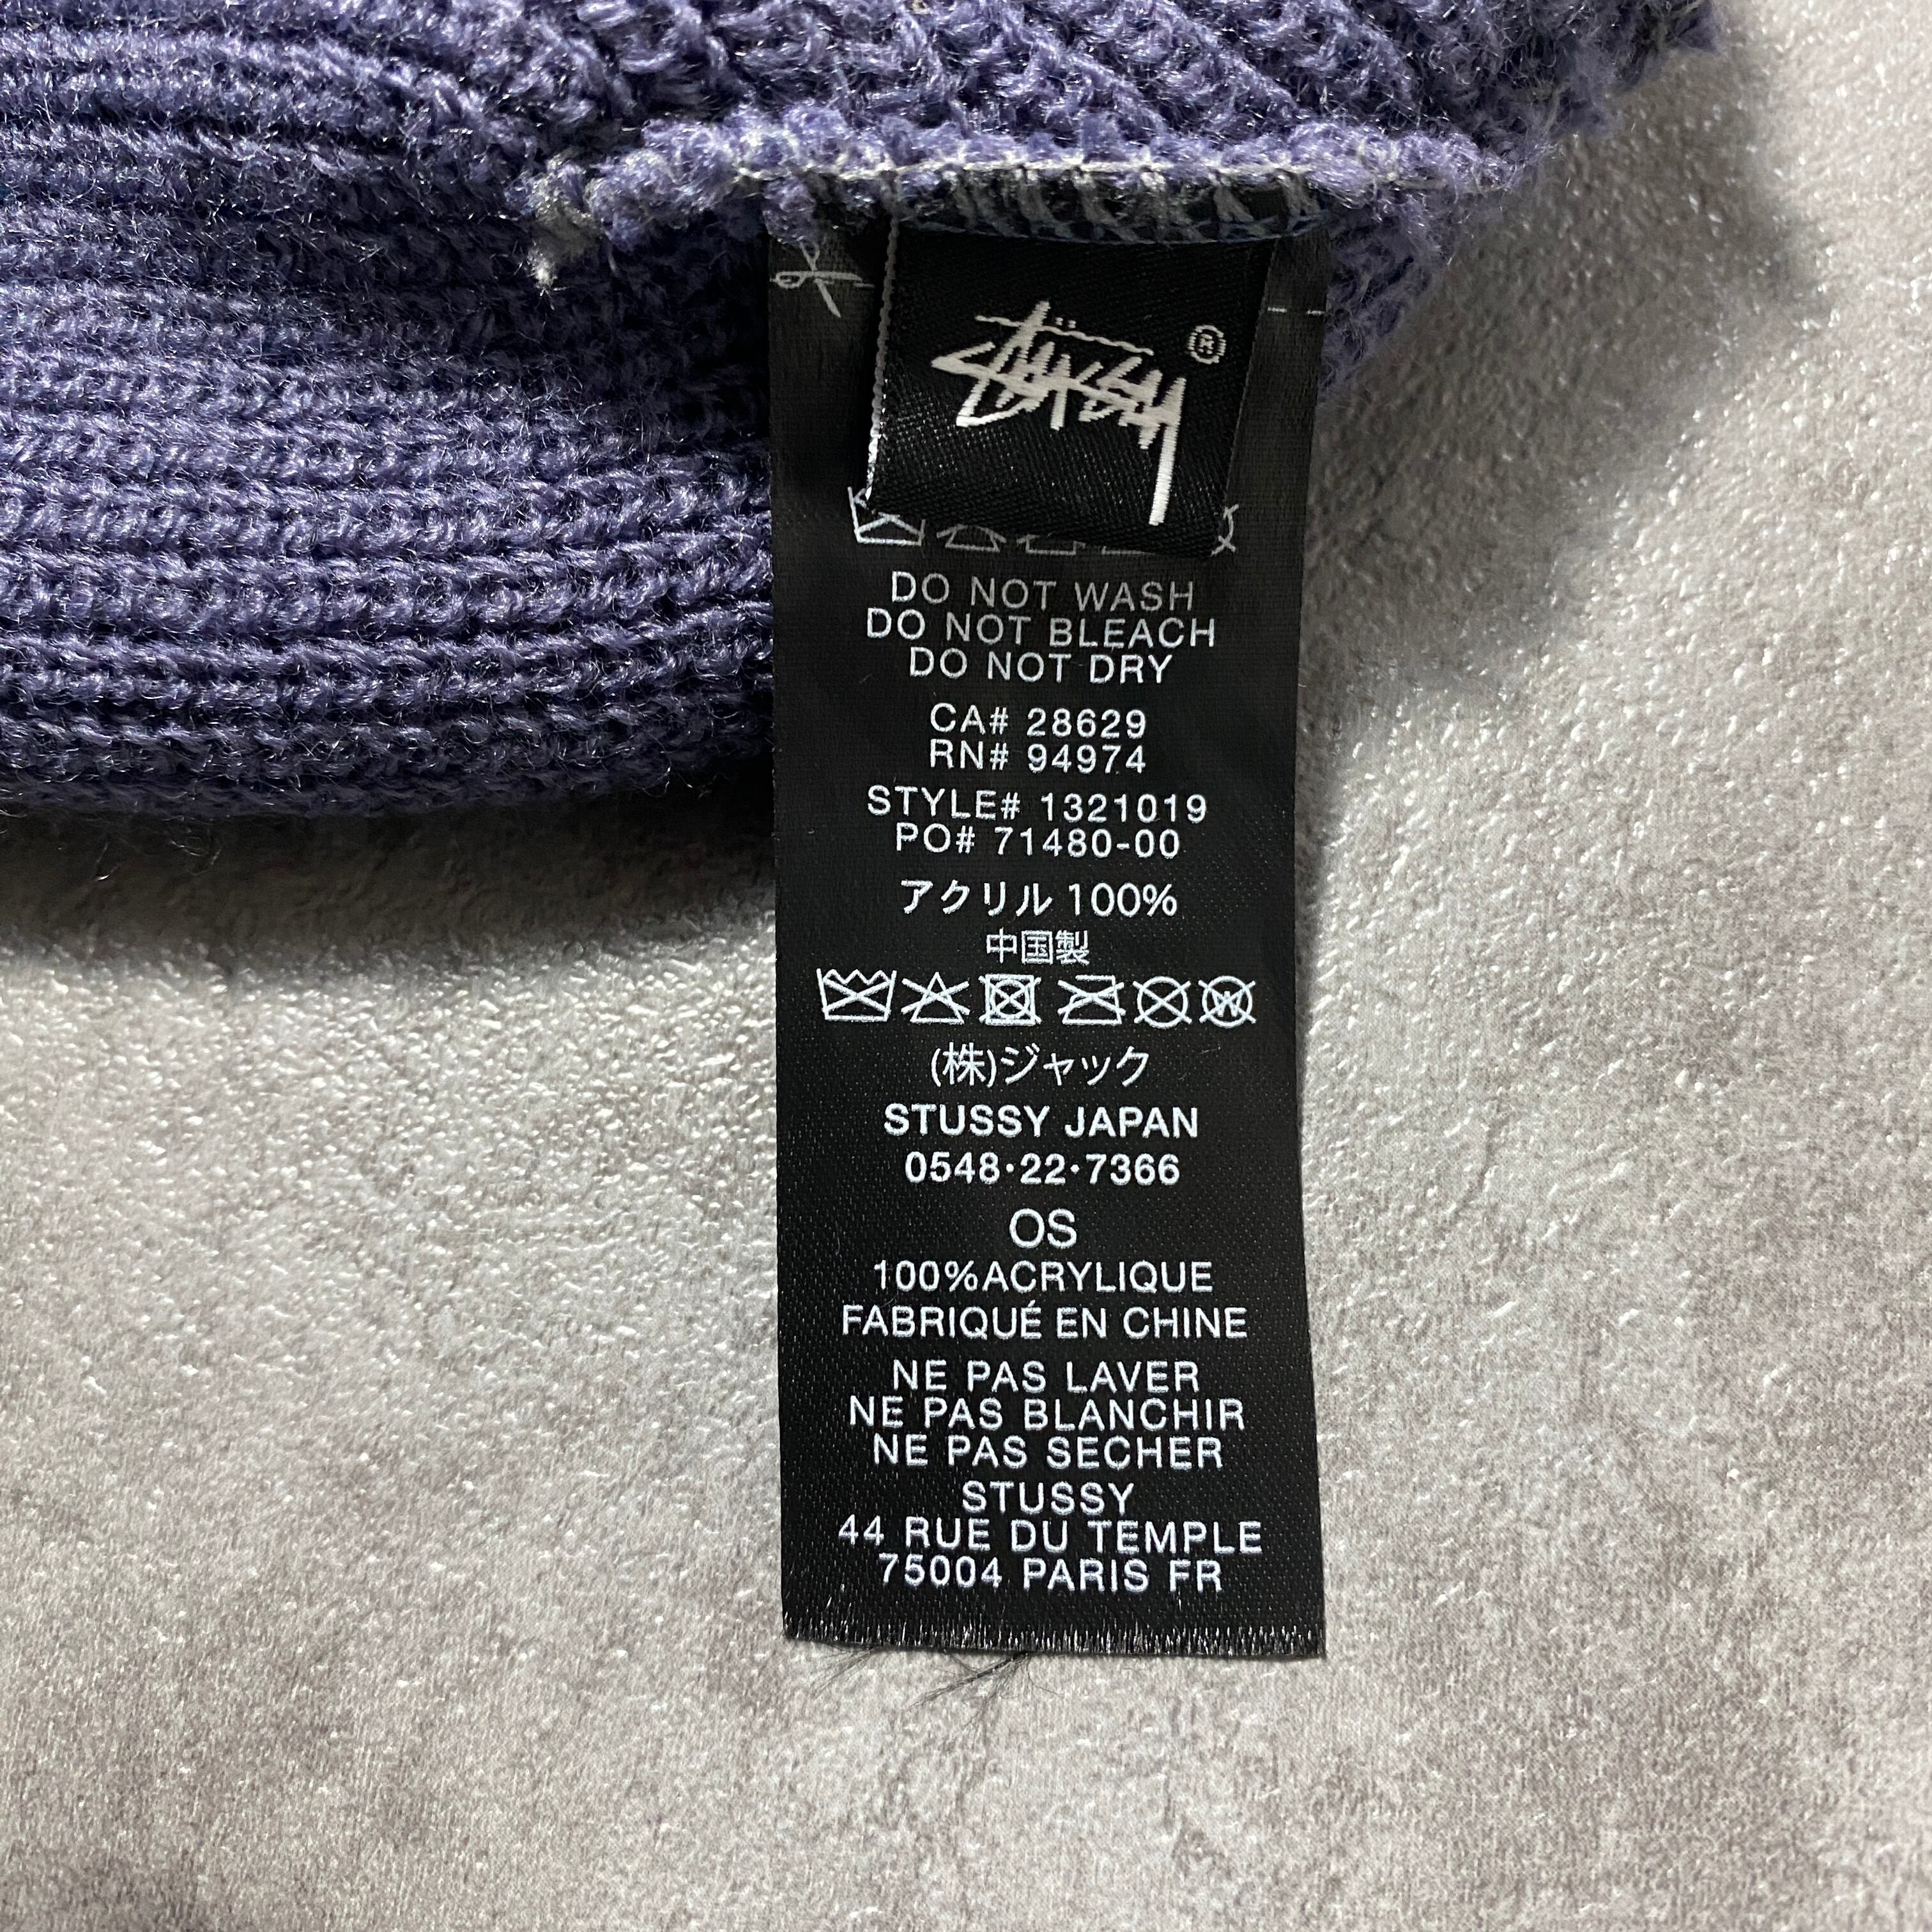 Stüssy ®
DO NOT WASH
DO NOT BLEACH
DO NOT DRY
CA# 28629
RN# 94974
STYLE# 1321019
PO# 71480-00
アクリル 100%
中国製
W
(株)ジャック
STUSSY JAPAN
0548·22·7366
OS
100%ACRYLIQUE
FABRIQUÉ EN CHINE
NE PAS LAVER
NE PAS BLANCHIR
NE PAS SECHER
STUSSY
44 RUE DU TEMPLE
75004 PARIS FR